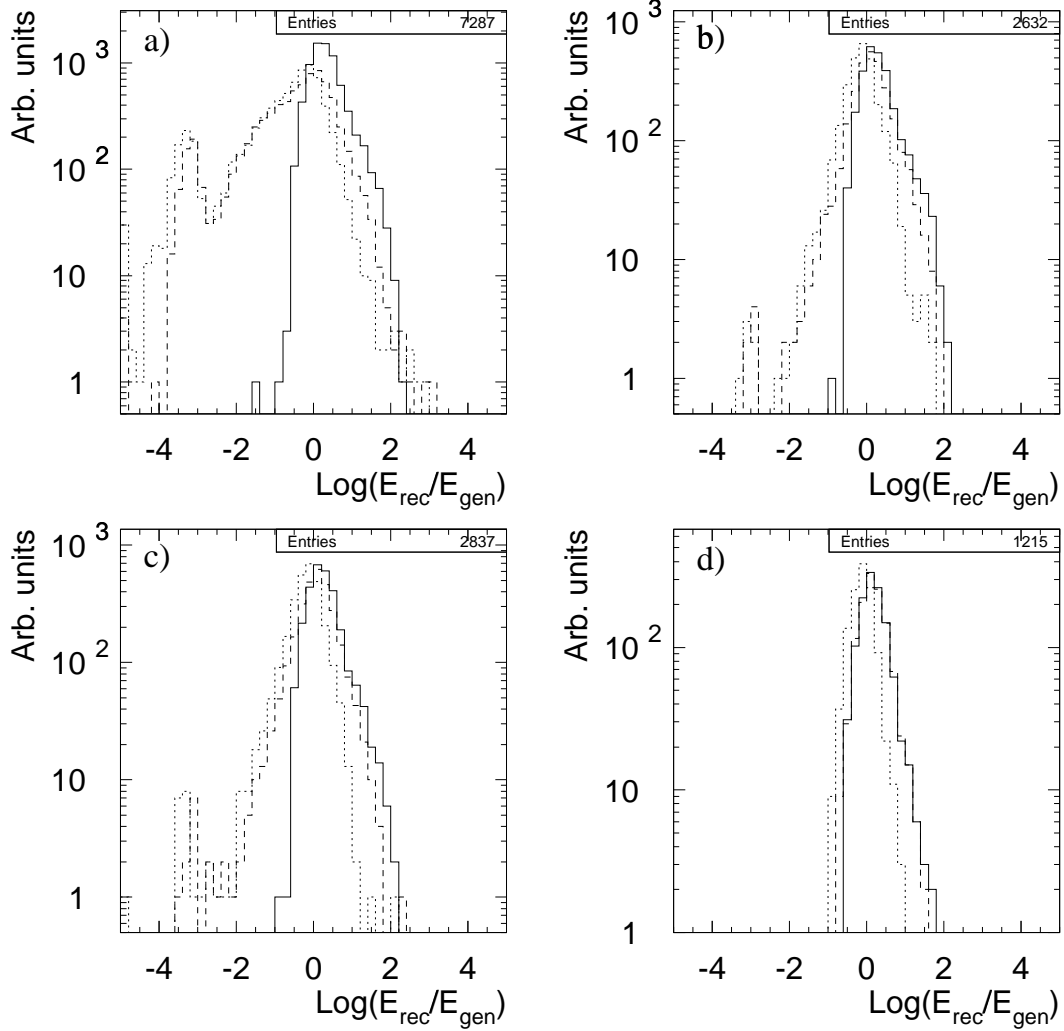 a)
Entries 7287
Arb. units
10^3
10^2
10
1
-4 -2 0 2 4
Log(E_rec/E_gen)
b)
Entries 2632
Arb. units
10^3
10^2
10
1
-4 -2 0 2 4
Log(E_rec/E_gen)
c)
Entries 2837
Arb. units
10^3
10^2
10
1
-4 -2 0 2 4
Log(E_rec/E_gen)
d)
Entries 1215
Arb. units
10^2
10
1
-4 -2 0 2 4
Log(E_rec/E_gen)